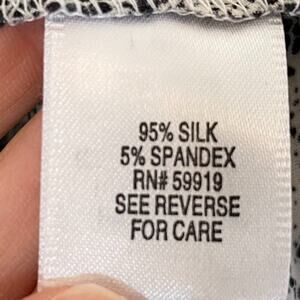 95% SILK
5% SPANDEX
RN# 59919
SEE REVERSE
FOR CARE